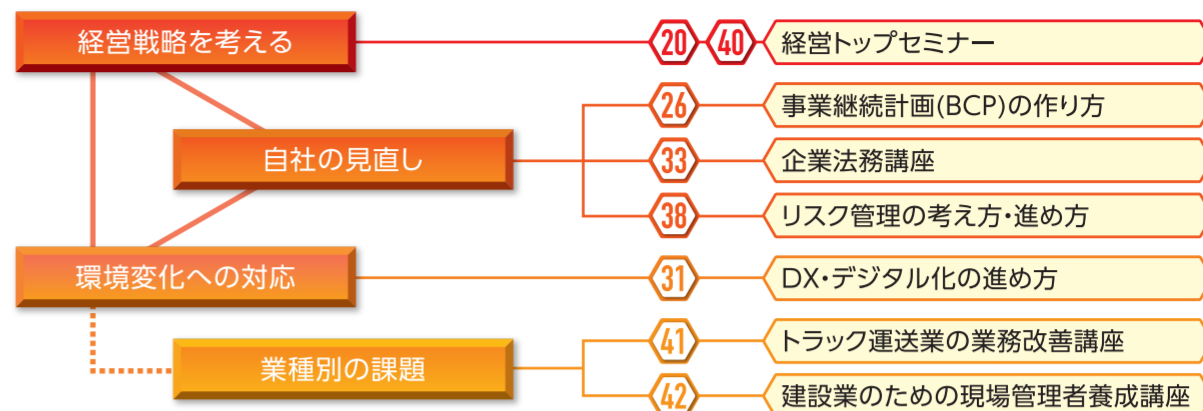 経営戦略を考える
20 40 経営トップセミナー
26 事業継続計画(BCP)の作り方
自社の見直し
33 企業法務講座
38 リスク管理の考え方・進め方
環境変化への対応
31 DX・デジタル化の進め方
41 トラック運送業の業務改善講座
業種別の課題
42 建設業のための現場管理者養成講座